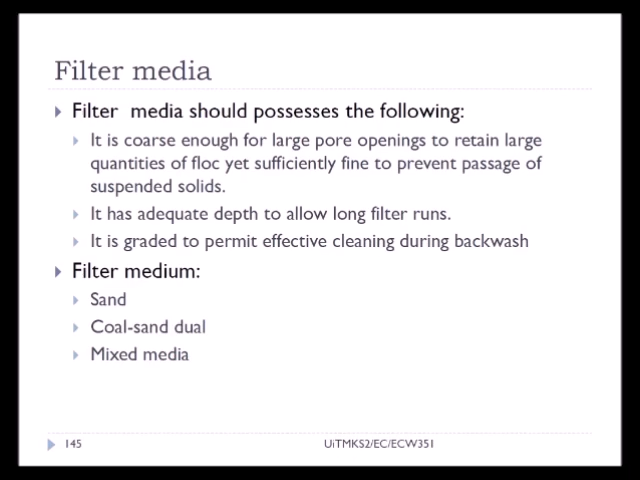 Filter media
Filter media should possesses the following:
It is coarse enough for large pore openings to retain large
quantities of floc yet sufficiently fine to prevent passage of
suspended solids.
It has adequate depth to allow long filter runs.
It is graded to permit effective cleaning during backwash
Filter medium:
Sand
Coal-sand dual
Mixed media
145
UiTMKS2/EC/ECW351